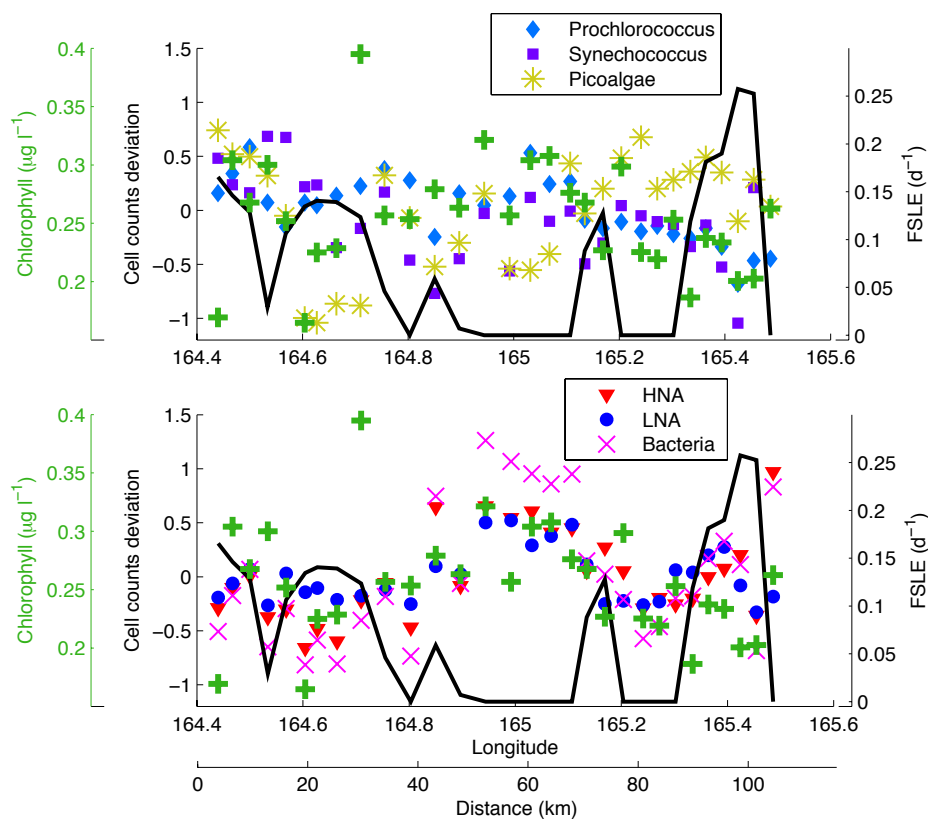 Prochlorococcus
Synechococcus
Picoalgae
0.4
0.35
0.3
0.25
0.2
Chlorophyll (µg l⁻¹)
1.5
1
0.5
0
−0.5
−1
Cell counts deviation
0.25
0.2
0.15
0.1
0.05
0
FSLE (d⁻¹)
164.4 164.6 164.8 165 165.2 165.4 165.6
HNA
LNA
Bacteria
0.4
0.35
0.3
0.25
0.2
Chlorophyll (µg l⁻¹)
1.5
1
0.5
0
−0.5
−1
Cell counts deviation
0.25
0.2
0.15
0.1
0.05
0
FSLE (d⁻¹)
164.4 164.6 164.8 165 165.2 165.4 165.6
Longitude
0 20 40 60 80 100
Distance (km)